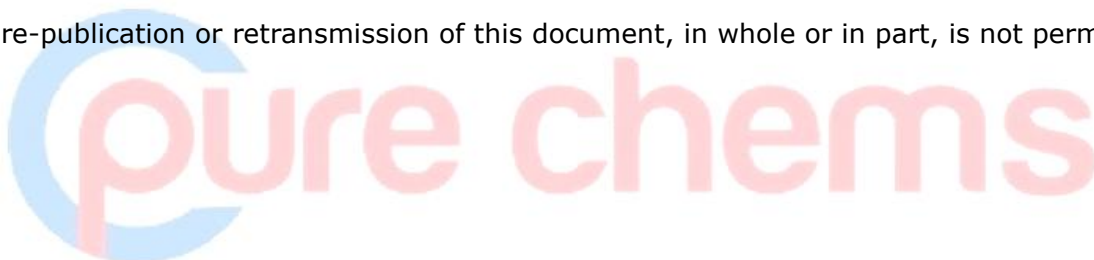 re-publication or retransmission of this document, in whole or in part, is not perm
pure chems